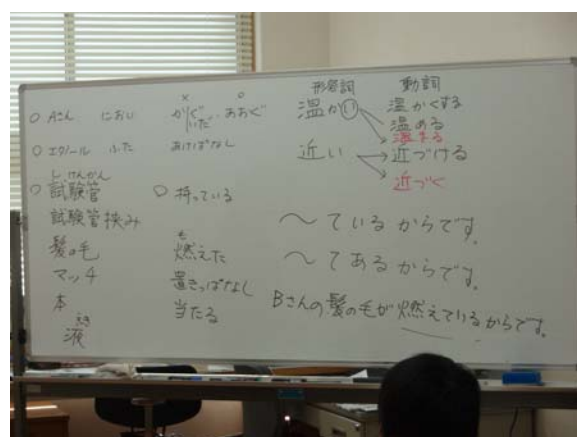 × ○
○ Aさん におい かぐ あおぐ
いだ
○ エタノール ふた あけっぱなし
しけんかん
○ 試験管 ○ 持っている
試験管挟み
髪の毛 燃えた
も
マッチ 置きっぱなし
本 当たる
えき
液
形容詞 動詞
温かい 温かくする
温める
温まる
近い 近づける
近づく
～ているからです。
～てあるからです。
Bさんの髪の毛が燃えているからです。